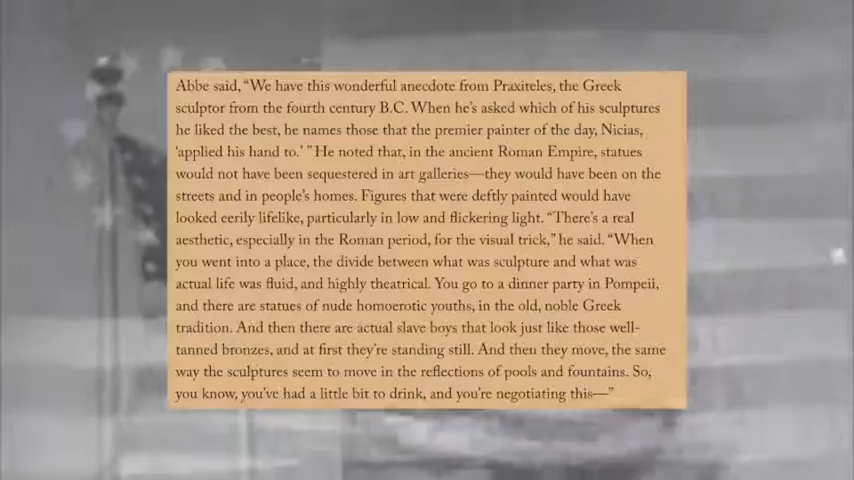 Abbe said, “We have this wonderful anecdote from Praxiteles, the Greek
sculptor from the fourth century B.C. When he’s asked which of his sculptures
he liked the best, he names those that the premier painter of the day, Nicias,
‘applied his hand to.’ ” He noted that, in the ancient Roman Empire, statues
would not have been sequestered in art galleries—they would have been on the
streets and in people’s homes. Figures that were deftly painted would have
looked eerily lifelike, particularly in low and flickering light. “There’s a real
aesthetic, especially in the Roman period, for the visual trick,” he said. “When
you went into a place, the divide between what was sculpture and what was
actual life was fluid, and highly theatrical. You go to a dinner party in Pompeii,
and there are statues of nude homoerotic youths, in the old, noble Greek
tradition. And then there are actual slave boys that look just like those well-
tanned bronzes, and at first they’re standing still. And then they move, the same
way the sculptures seem to move in the reflections of pools and fountains. So,
you know, you’ve had a little bit to drink, and you’re negotiating this—”